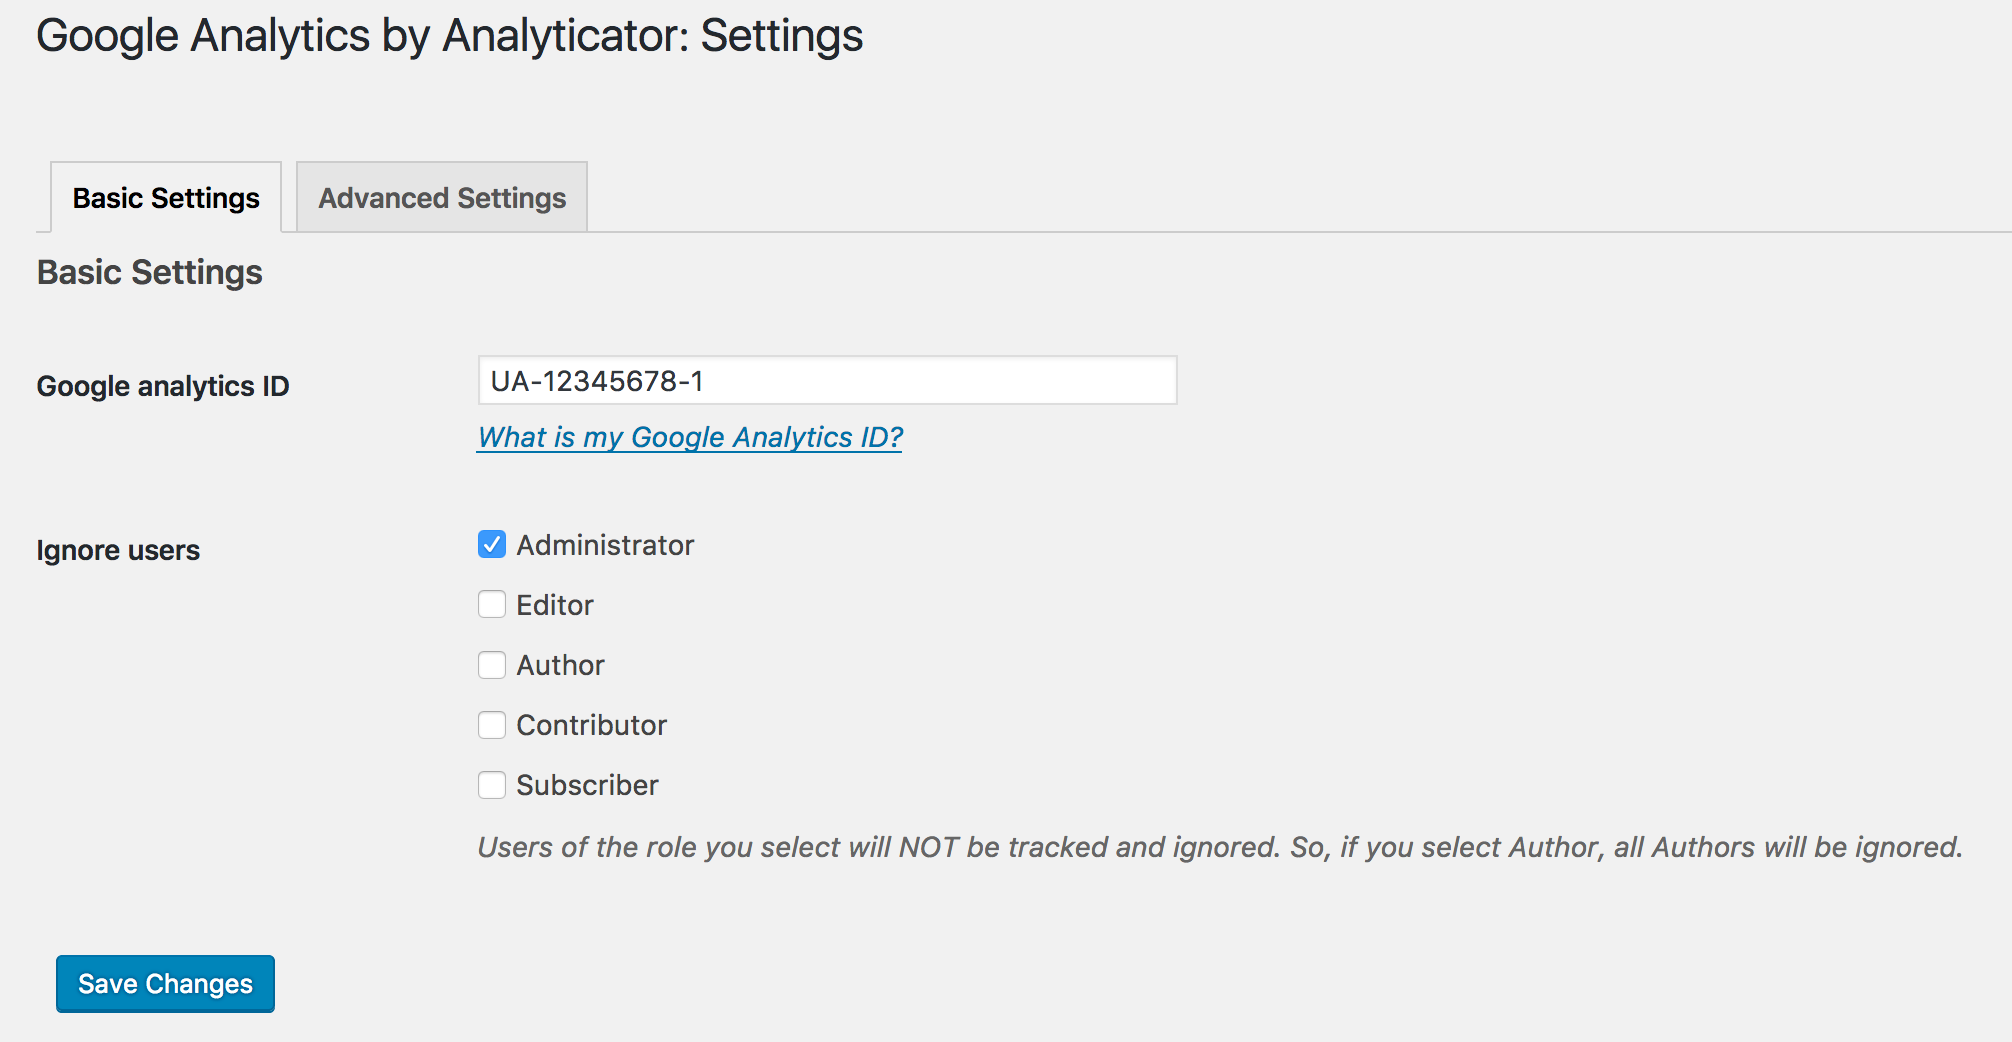 Google Analytics by Analyticator: Settings
Basic Settings
Advanced Settings
Basic Settings
Google analytics ID
UA-12345678-1
What is my Google Analytics ID?
Ignore users
Administrator
Editor
Author
Contributor
Subscriber
Users of the role you select will NOT be tracked and ignored. So, if you select Author, all Authors will be ignored.
Save Changes